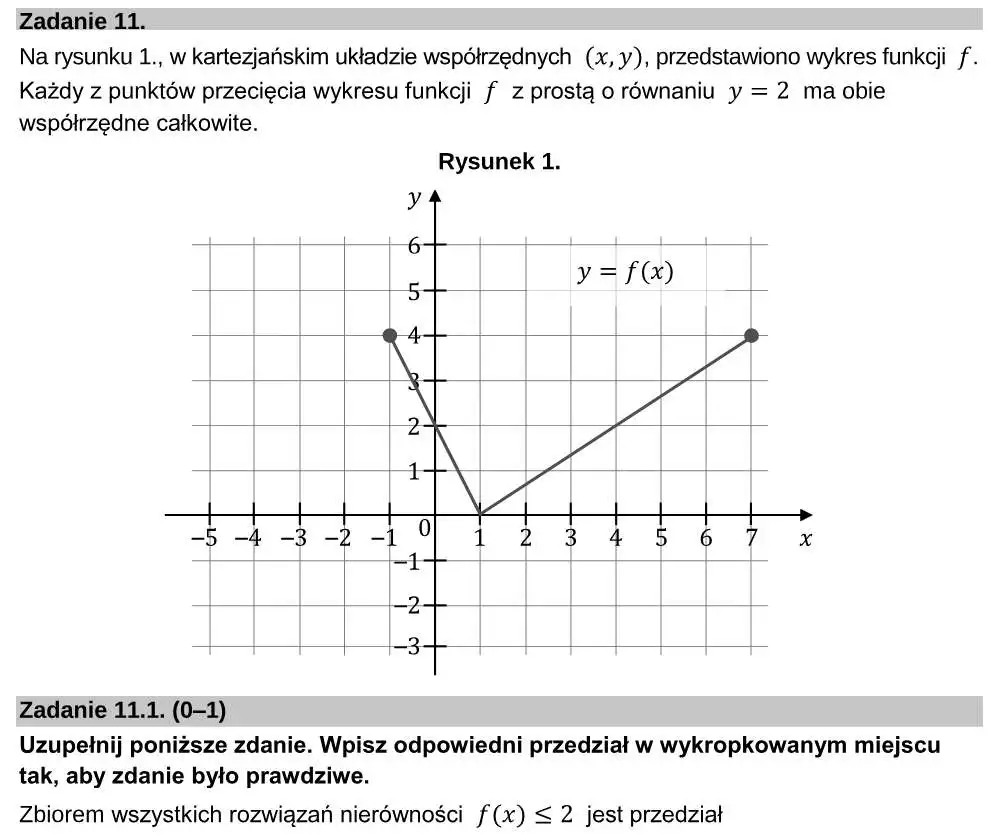 Zadanie 11.
Na rysunku 1., w kartezjańskim układzie współrzędnych (x, y), przedstawiono wykres funkcji f.
Każdy z punktów przecięcia wykresu funkcji f z prostą o równaniu y = 2 ma obie
współrzędne całkowite.
Rysunek 1.
y
6
y = f(x)
5
4
3
2
1
0
−5 −4 −3 −2 −1 1 2 3 4 5 6 7 x
−1
−2
−3
Zadanie 11.1. (0–1)
Uzupełnij poniższe zdanie. Wpisz odpowiedni przedział w wykropkowanym miejscu
tak, aby zdanie było prawdziwe.
Zbiorem wszystkich rozwiązań nierówności f(x) ≤ 2 jest przedział